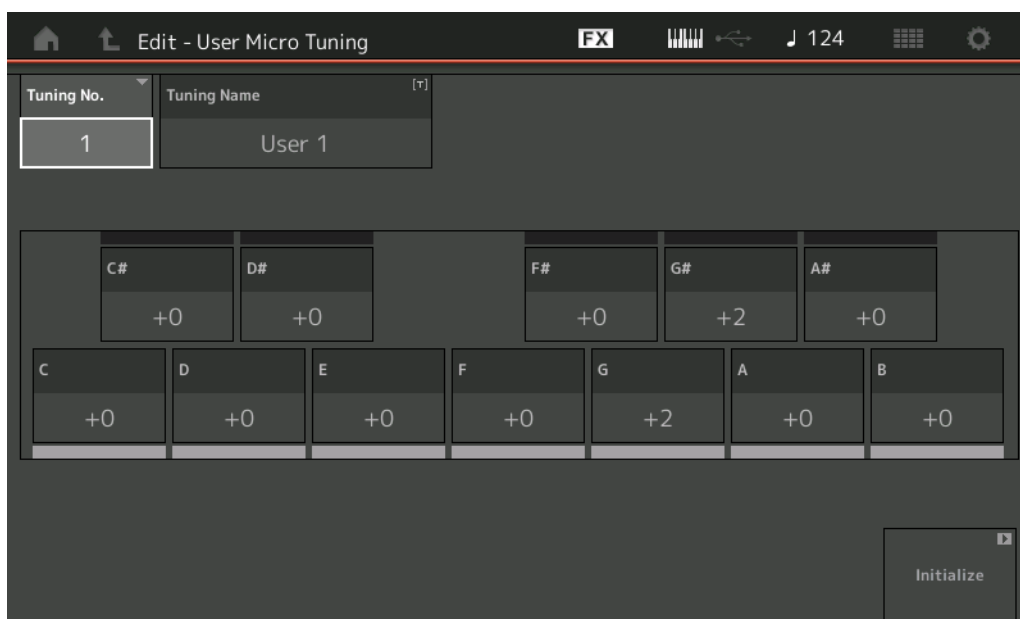 Edit - User Micro Tuning FX ♩ 124
Tuning No. Tuning Name [T]
1 User 1
C# D# F# G# A#
+0 +0 +0 +2 +0
C D E F G A B
+0 +0 +0 +0 +2 +0 +0
Initialize